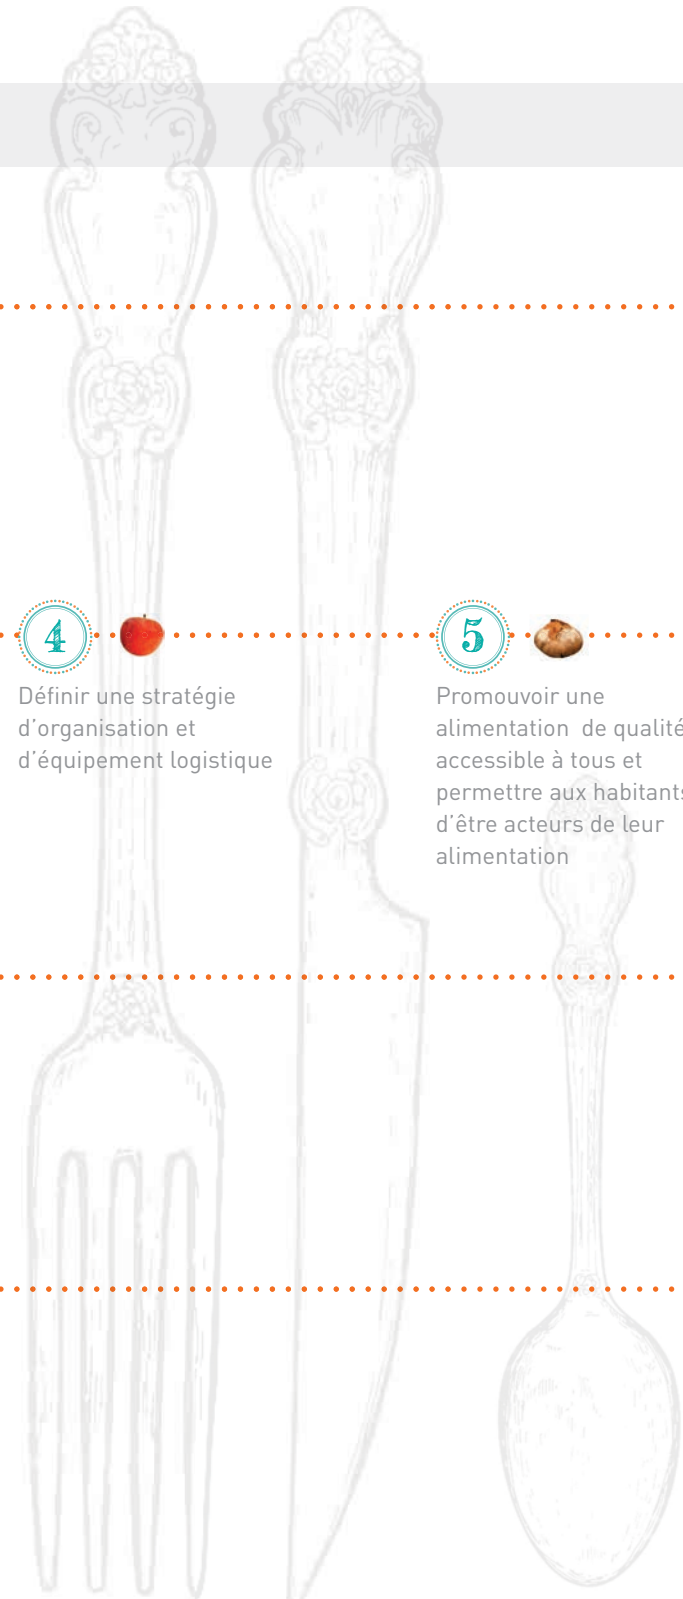 4
Définir une stratégie
d'organisation et
d'équipement logistique
5
Promouvoir une
alimentation de qualité
accessible à tous et
permettre aux habitants
d'être acteurs de leur
alimentation